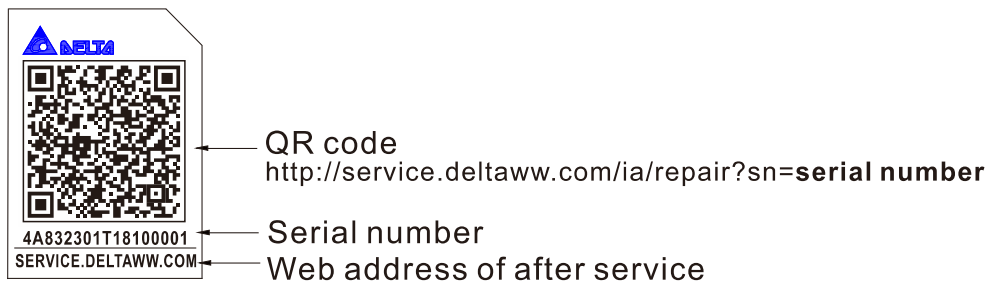 DELTA
QR code
http://service.deltaww.com/ia/repair?sn=serial number
4A832301T18100001
Serial number
SERVICE.DELTAWW.COM
Web address of after service